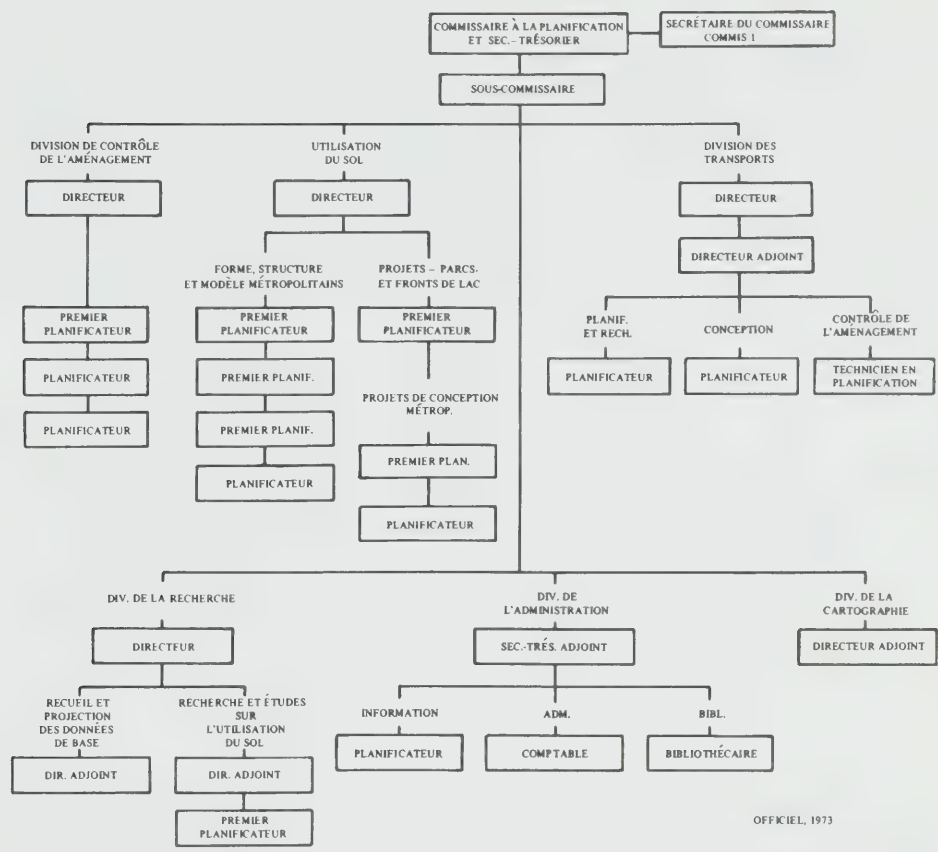 COMMISSAIRE À LA PLANIFICATION
ET SEC.-TRÉSORIER
SECRÉTAIRE DU COMMISSAIRE
COMMIS 1
SOUS-COMMISSAIRE
DIVISION DE CONTRÔLE
DE L'AMÉNAGEMENT
DIRECTEUR
PREMIER
PLANIFICATEUR
PLANIFICATEUR
PLANIFICATEUR
UTILISATION
DU SOL
DIRECTEUR
FORME, STRUCTURE
ET MODÈLE MÉTROPOLITAINS
PREMIER
PLANIFICATEUR
PREMIER PLANIF.
PREMIER PLANIF.
PLANIFICATEUR
PROJETS – PARCS.
ET FRONTS DE LAC
PREMIER
PLANIFICATEUR
PROJETS DE CONCEPTION
MÉTROP.
PREMIER PLAN.
PLANIFICATEUR
DIVISION DES
TRANSPORTS
DIRECTEUR
DIRECTEUR ADJOINT
PLANIF.
ET RECH.
PLANIFICATEUR
CONCEPTION
PLANIFICATEUR
CONTRÔLE DE
L'AMÉNAGEMENT
TECHNICIEN EN
PLANIFICATION
DIV. DE LA RECHERCHE
DIRECTEUR
RECUEIL ET
PROJECTION
DES DONNÉES
DE BASE
DIR. ADJOINT
RECHERCHE ET ÉTUDES
SUR
L'UTILISATION
DU SOL
DIR. ADJOINT
PREMIER
PLANIFICATEUR
DIV. DE
L'ADMINISTRATION
SEC.-TRÉS. ADJOINT
INFORMATION
PLANIFICATEUR
ADM.
COMPTABLE
BIBL.
BIBLIOTHÉCAIRE
DIV. DE LA
CARTOGRAPHIE
DIRECTEUR ADJOINT
OFFICIEL, 1973